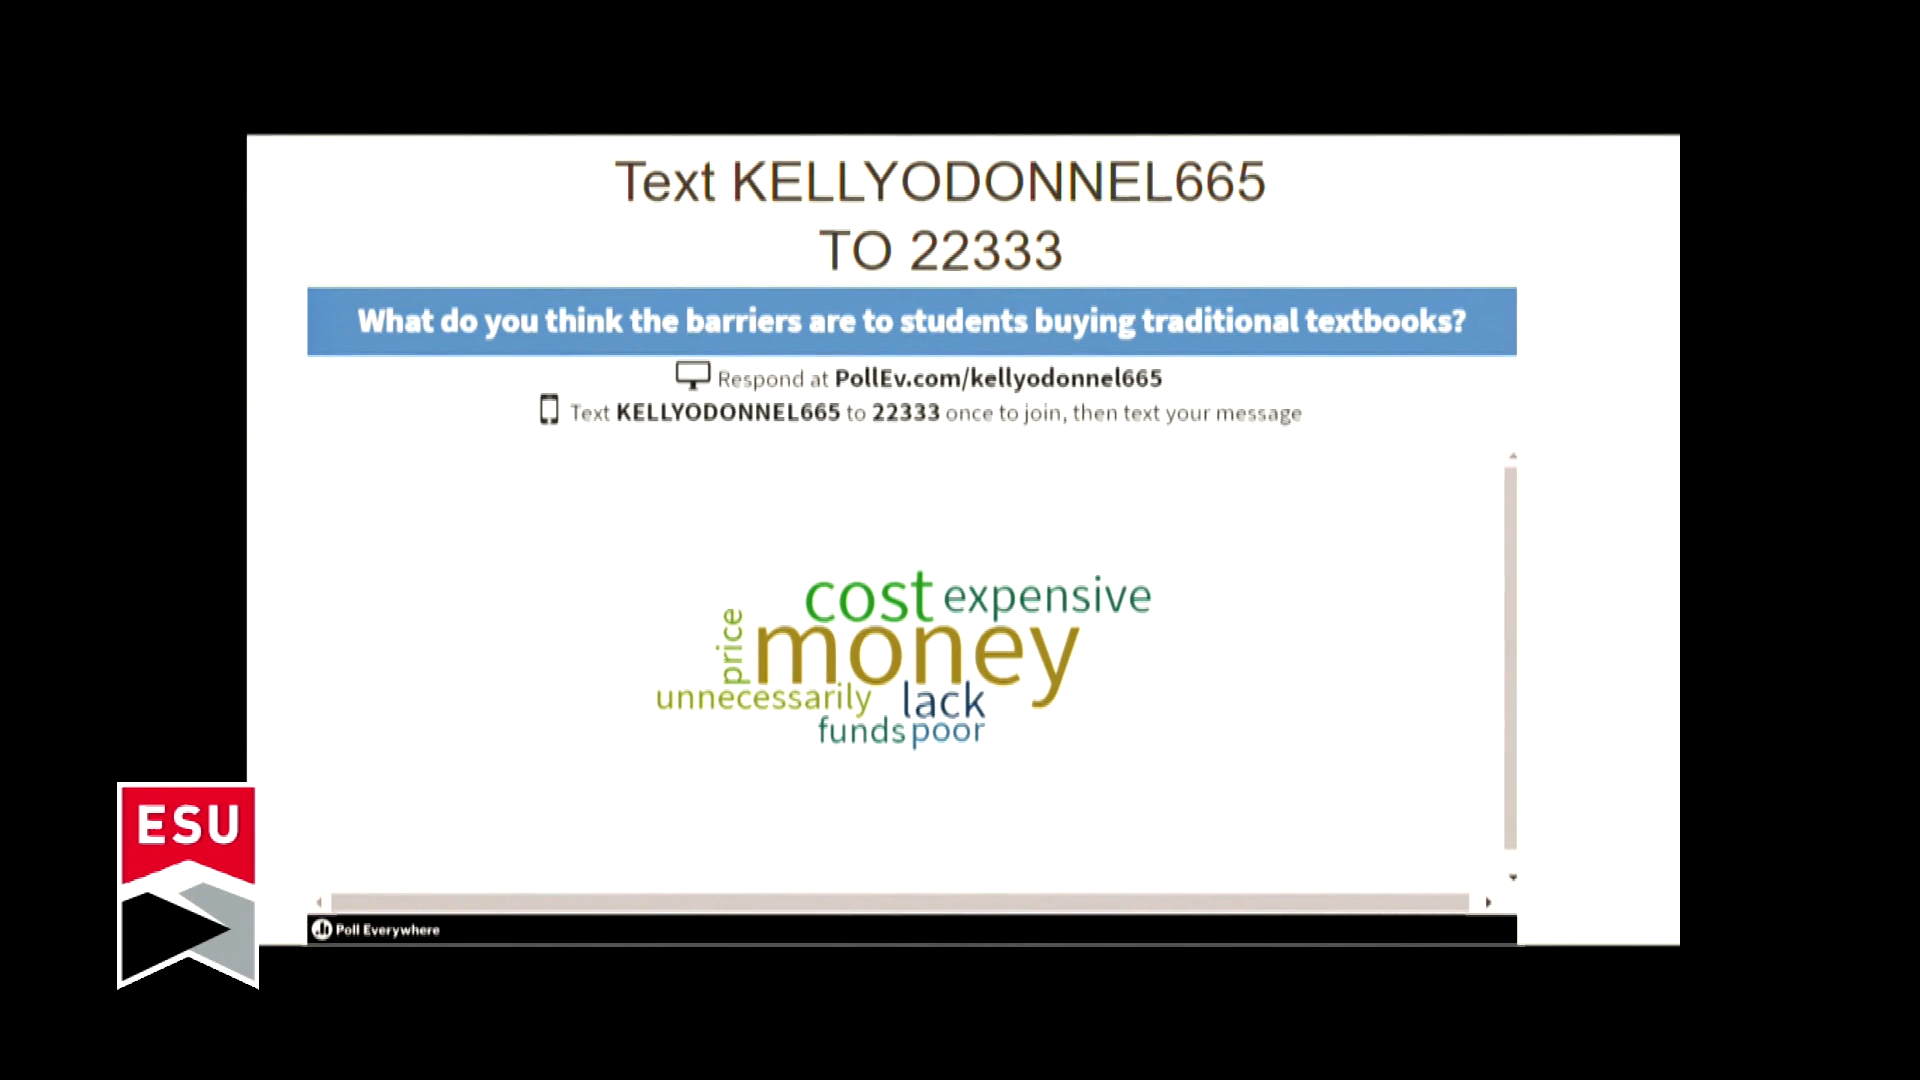 Text KELLYODONNEL665
TO 22333
What do you think the barriers are to students buying traditional textbooks?
Respond at PollEv.com/kellyodonnel665
Text KELLYODONNEL665 to 22333 once to join, then text your message
cost expensive
price
money
unnecessarily lack
funds poor
ESU
Poll Everywhere